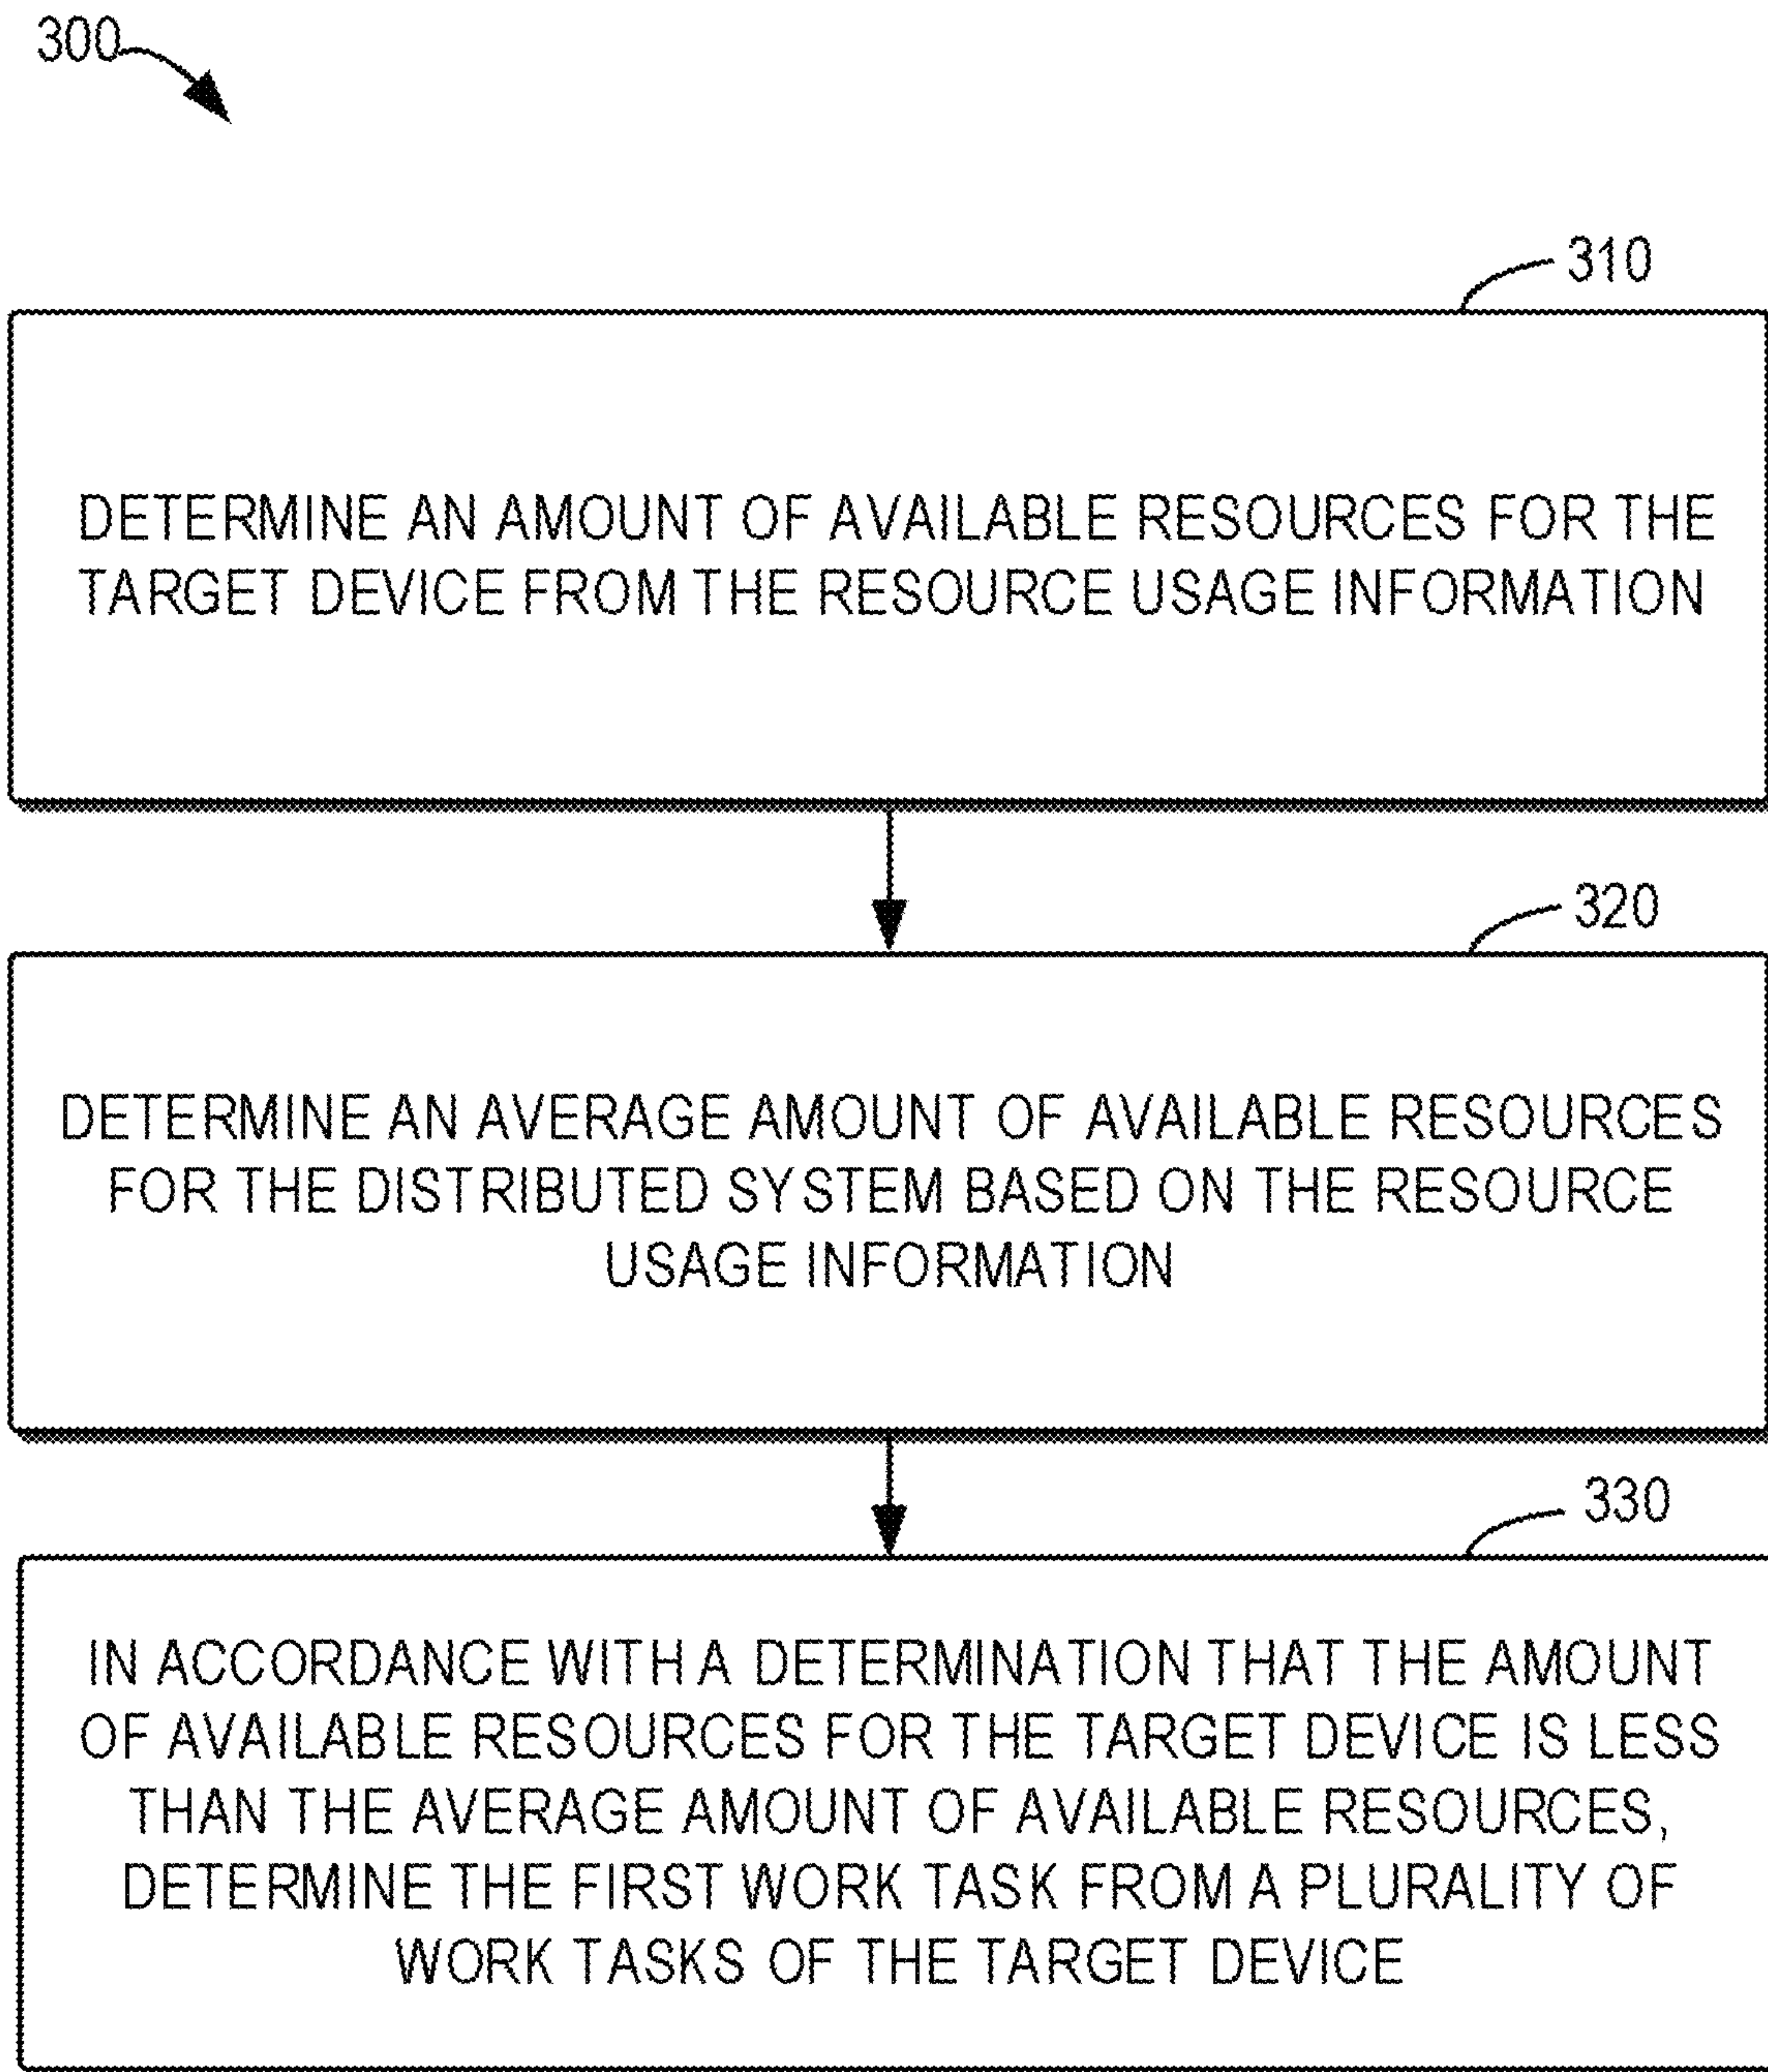 300
310
DETERMINE AN AMOUNT OF AVAILABLE RESOURCES FOR THE
TARGET DEVICE FROM THE RESOURCE USAGE INFORMATION
320
DETERMINE AN AVERAGE AMOUNT OF AVAILABLE RESOURCES
FOR THE DISTRIBUTED SYSTEM BASED ON THE RESOURCE
USAGE INFORMATION
330
IN ACCORDANCE WITH A DETERMINATION THAT THE AMOUNT
OF AVAILABLE RESOURCES FOR THE TARGET DEVICE IS LESS
THAN THE AVERAGE AMOUNT OF AVAILABLE RESOURCES,
DETERMINE THE FIRST WORK TASK FROM A PLURALITY OF
WORK TASKS OF THE TARGET DEVICE